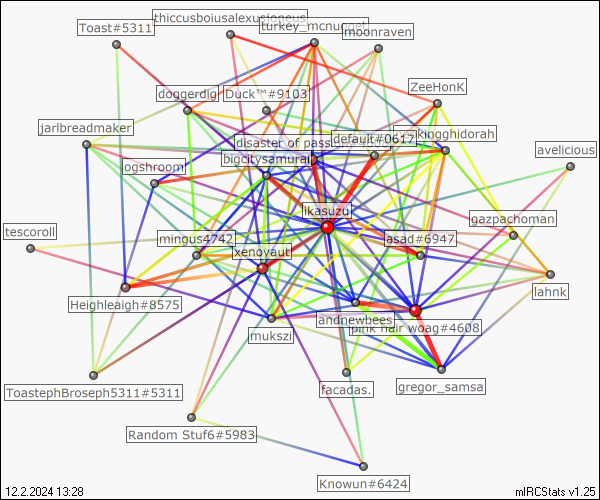 thiccusboiusalexusjoneus
Toast#5311
turkey_mcnugget
moonraven
ZeeHonK
doggerdig
Duck™#9103
jarlbreadmaker
disaster of
default#0617
kingghidorah
avelicious
bigcitysamurai
ogshroom
ikasuzu
gazpachoman
tescoroll
mingus4742
asad#6947
xenoyaut
lahnk
Heighleaigh#8575
andnewbees
pink hair woag#4608
mukszi
facadas.
gregor_samsa
ToastephBroseph5311#5311
Random Stuf6#5983
Knowun#6424
12.2.2024 13:28
mIRCStats v1.25